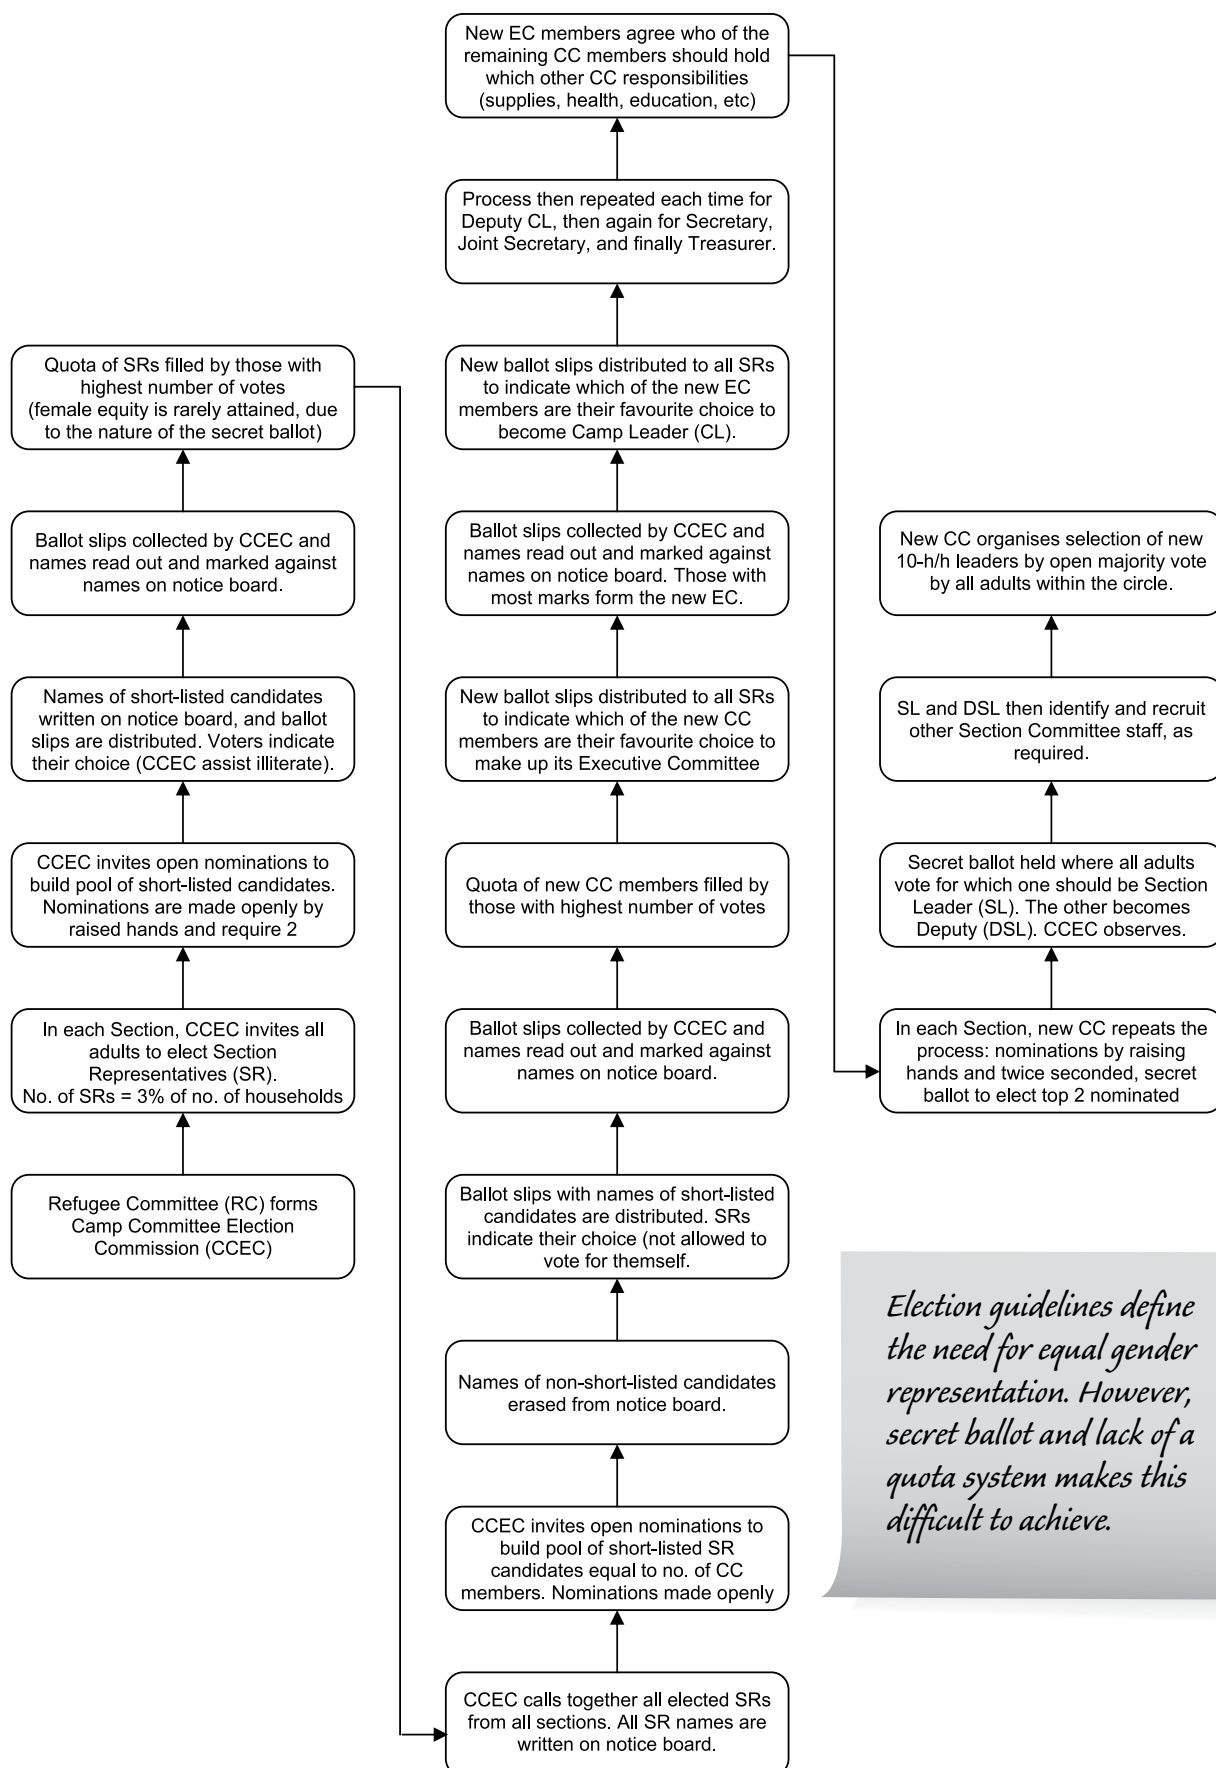 Refugee Committee (RC) forms
Camp Committee Election
Commission (CCEC)
In each Section, CCEC invites all
adults to elect Section
Representatives (SR).
No. of SRs = 3% of no. of households
CCEC invites open nominations to
build pool of short-listed candidates.
Nominations are made openly by
raised hands and require 2
Names of short-listed candidates
written on notice board, and ballot
slips are distributed. Voters indicate
their choice (CCEC assist illiterate).
Ballot slips collected by CCEC and
names read out and marked against
names on notice board.
Quota of SRs filled by those with
highest number of votes
(female equity is rarely attained, due
to the nature of the secret ballot)
CCEC calls together all elected SRs
from all sections. All SR names are
written on notice board.
CCEC invites open nominations to
build pool of short-listed SR
candidates equal to no. of CC
members. Nominations made openly
Names of non-short-listed candidates
erased from notice board.
Ballot slips with names of short-listed
candidates are distributed. SRs
indicate their choice (not allowed to
vote for themself.
Ballot slips collected by CCEC and
names read out and marked against
names on notice board.
Quota of new CC members filled by
those with highest number of votes
New ballot slips distributed to all SRs
to indicate which of the new CC
members are their favourite choice to
make up its Executive Committee
Ballot slips collected by CCEC and
names read out and marked against
names on notice board. Those with
most marks form the new EC.
New ballot slips distributed to all SRs
to indicate which of the new EC
members are their favourite choice to
become Camp Leader (CL).
Process then repeated each time for
Deputy CL, then again for Secretary,
Joint Secretary, and finally Treasurer.
New EC members agree who of the
remaining CC members should hold
which other CC responsibilities
(supplies, health, education, etc)
In each Section, new CC repeats the
process: nominations by raising
hands and twice seconded, secret
ballot to elect top 2 nominated
Secret ballot held where all adults
vote for which one should be Section
Leader (SL). The other becomes
Deputy (DSL). CCEC observes.
SL and DSL then identify and recruit
other Section Committee staff, as
required.
New CC organises selection of new
10-h/h leaders by open majority vote
by all adults within the circle.
Election guidelines define
the need for equal gender
representation. However,
secret ballot and lack of a
quota system makes this
difficult to achieve.